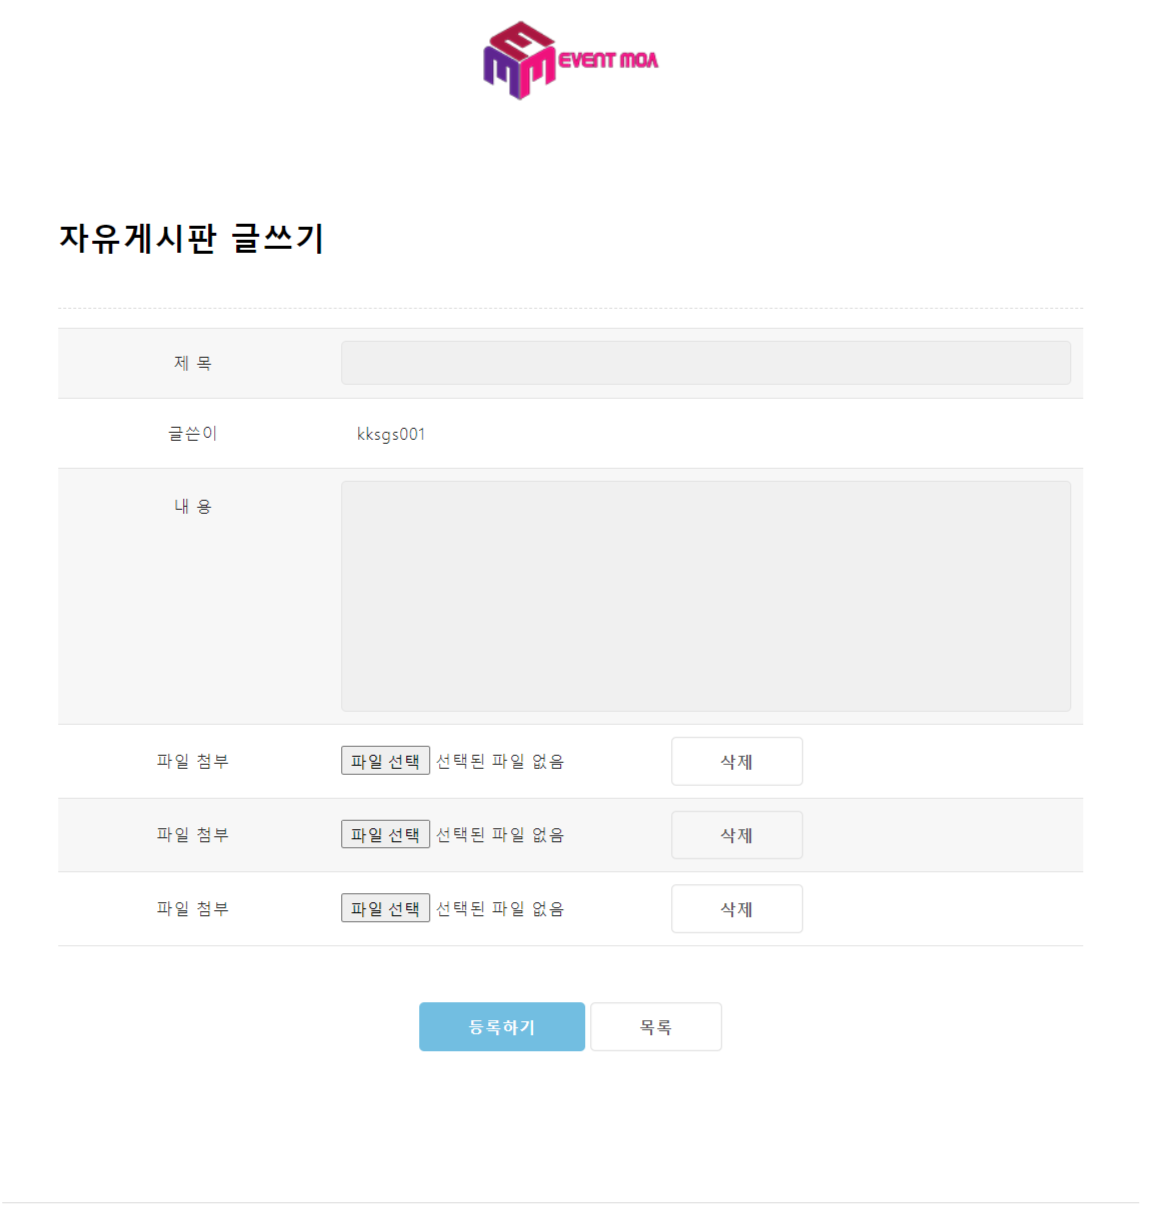 EVENT MOA
자유게시판 글쓰기
제 목
글쓴이 kksgs001
내 용
파일 첨부 파일 선택 선택된 파일 없음 삭제
파일 첨부 파일 선택 선택된 파일 없음 삭제
파일 첨부 파일 선택 선택된 파일 없음 삭제
등록하기 목록